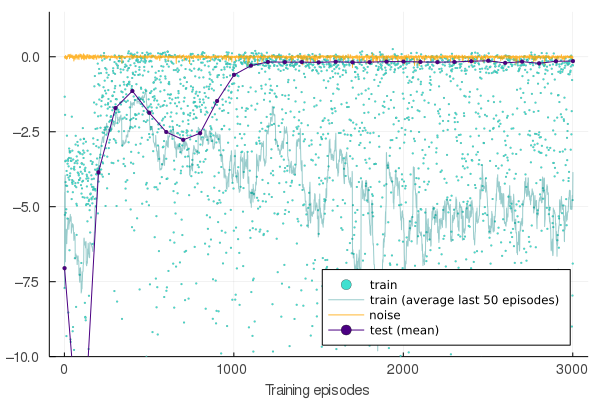 0.0
−2.5
−5.0
−7.5
−10.0
0
1000
2000
3000
Training episodes
train
train (average last 50 episodes)
noise
test (mean)